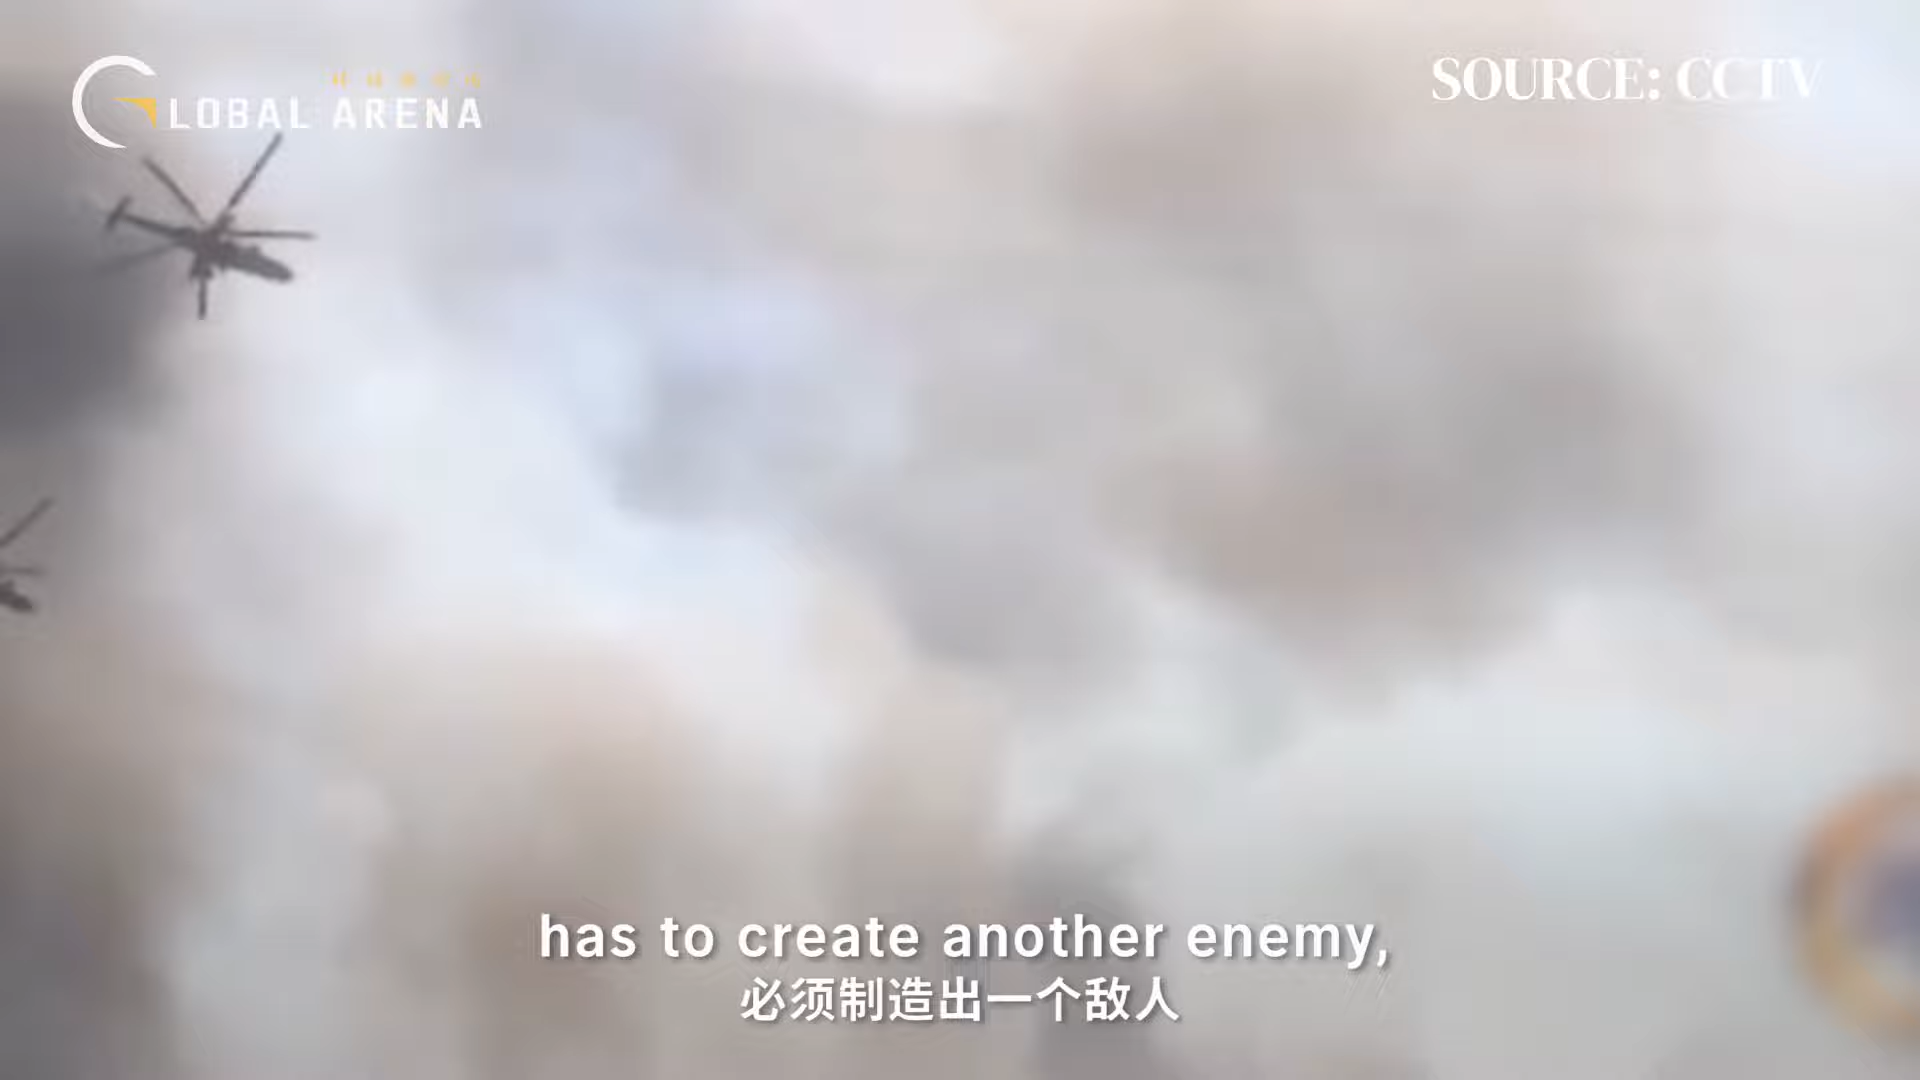 GLOBAL ARENA
SOURCE: CCTV
has to create another enemy,
必须制造出一个敌人